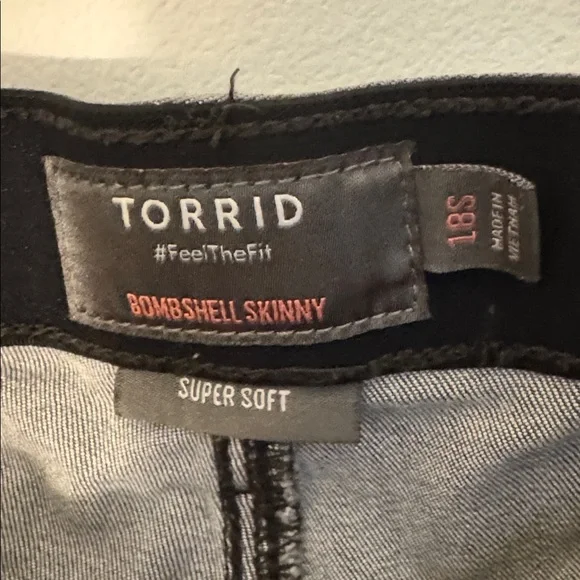 TORRID
#FeelTheFit
BOMBSHELL SKINNY
18S
MADE IN
VIETNAM
SUPER SOFT